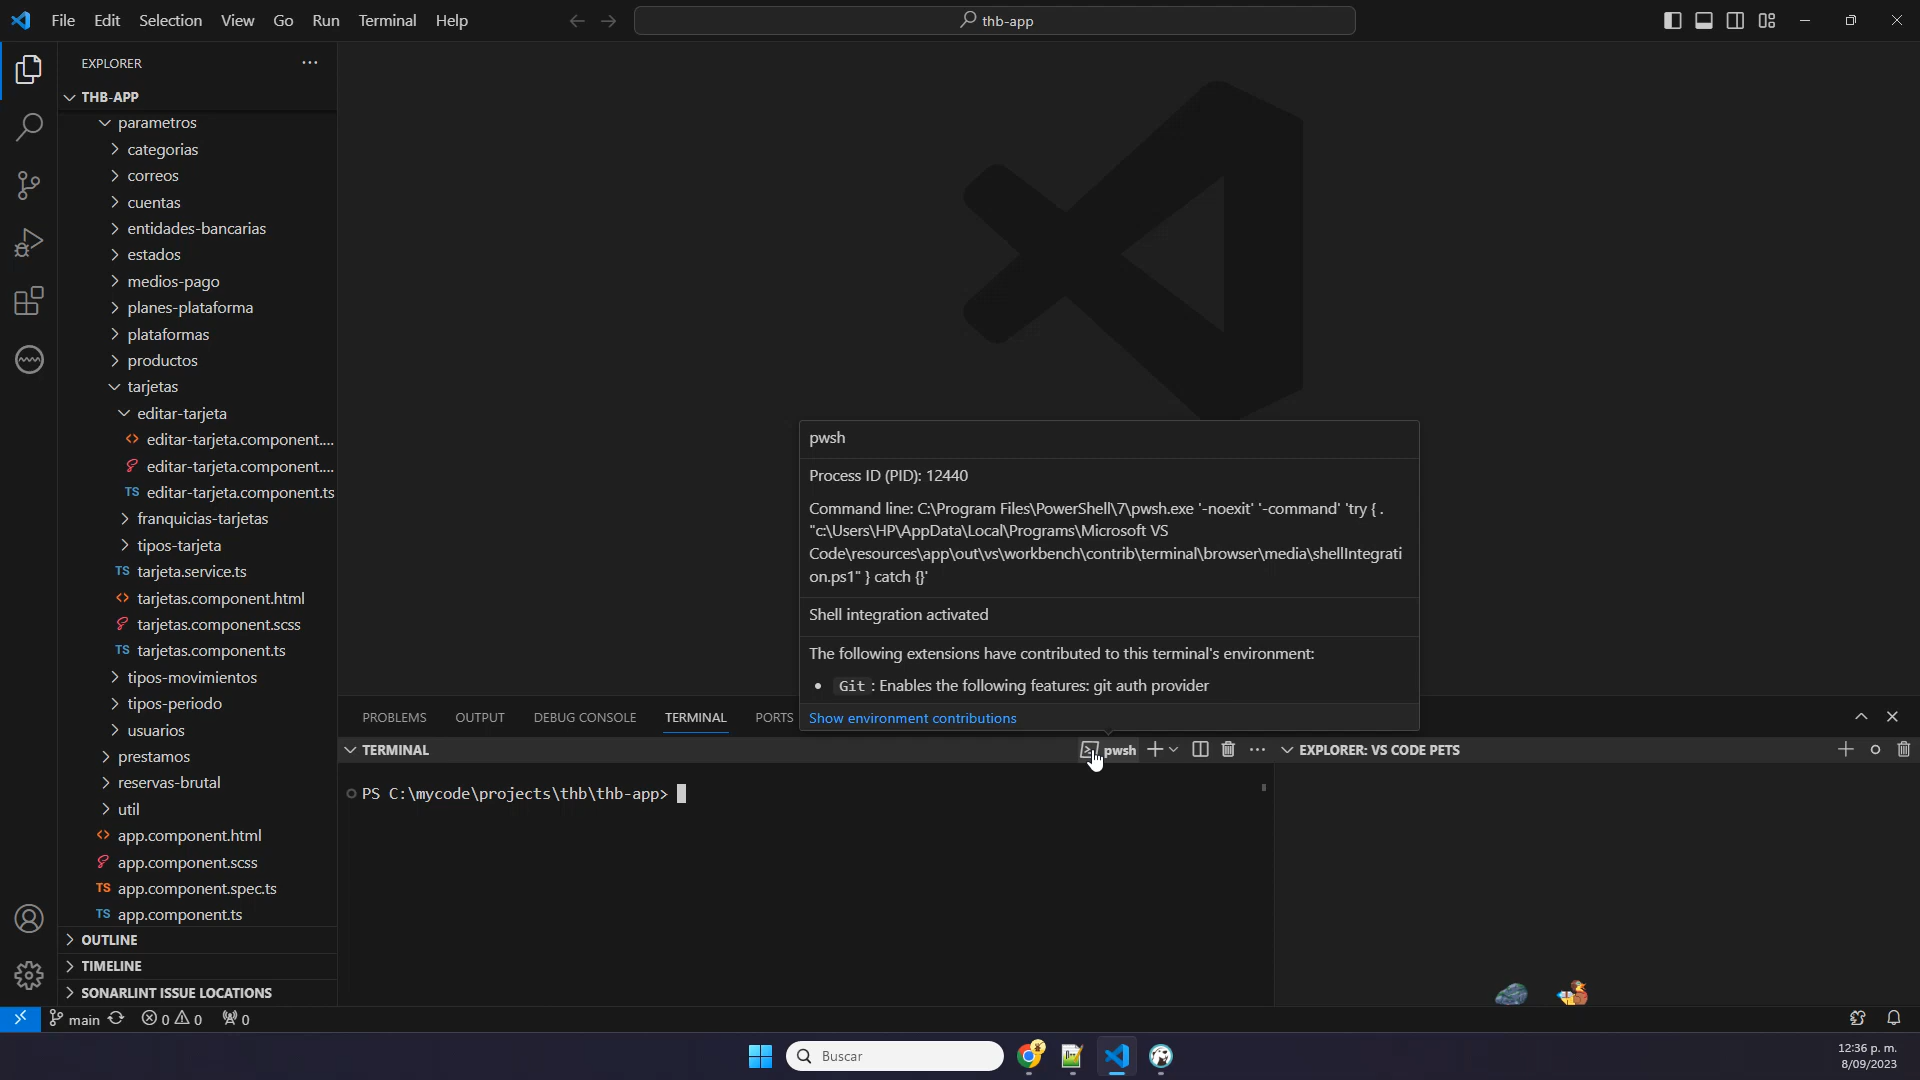 File Edit Selection View Go Run Terminal Help
thb-app
EXPLORER
THB-APP
parametros
categorias
correos
cuentas
entidades-bancarias
estados
medios-pago
planes-plataforma
plataformas
productos
tarjetas
editar-tarjeta
editar-tarjeta.component....
editar-tarjeta.component....
TS editar-tarjeta.component.ts
franquicias-tarjetas
tipos-tarjeta
TS tarjeta.service.ts
tarjetas.component.html
tarjetas.component.scss
TS tarjetas.component.ts
tipos-movimientos
tipos-periodo
usuarios
prestamos
reservas-brutal
util
app.component.html
app.component.scss
TS app.component.spec.ts
TS app.component.ts
OUTLINE
TIMELINE
SONARLINT ISSUE LOCATIONS
pwsh
Process ID (PID): 12440
Command line: C:\Program Files\PowerShell\7\pwsh.exe '-noexit' '-command' 'try { .
"c:\Users\HP\AppData\Local\Programs\Microsoft VS
Code\resources\app\out\vs\workbench\contrib\terminal\browser\media\shellIntegrati
on.ps1" } catch {}'
Shell integration activated
The following extensions have contributed to this terminal's environment:
• Git : Enables the following features: git auth provider
Show environment contributions
PROBLEMS OUTPUT DEBUG CONSOLE TERMINAL PORTS
TERMINAL
pwsh
EXPLORER: VS CODE PETS
PS C:\mycode\projects\thb\thb-app>
main 0 0 0
Buscar
12:36 p. m.
8/09/2023